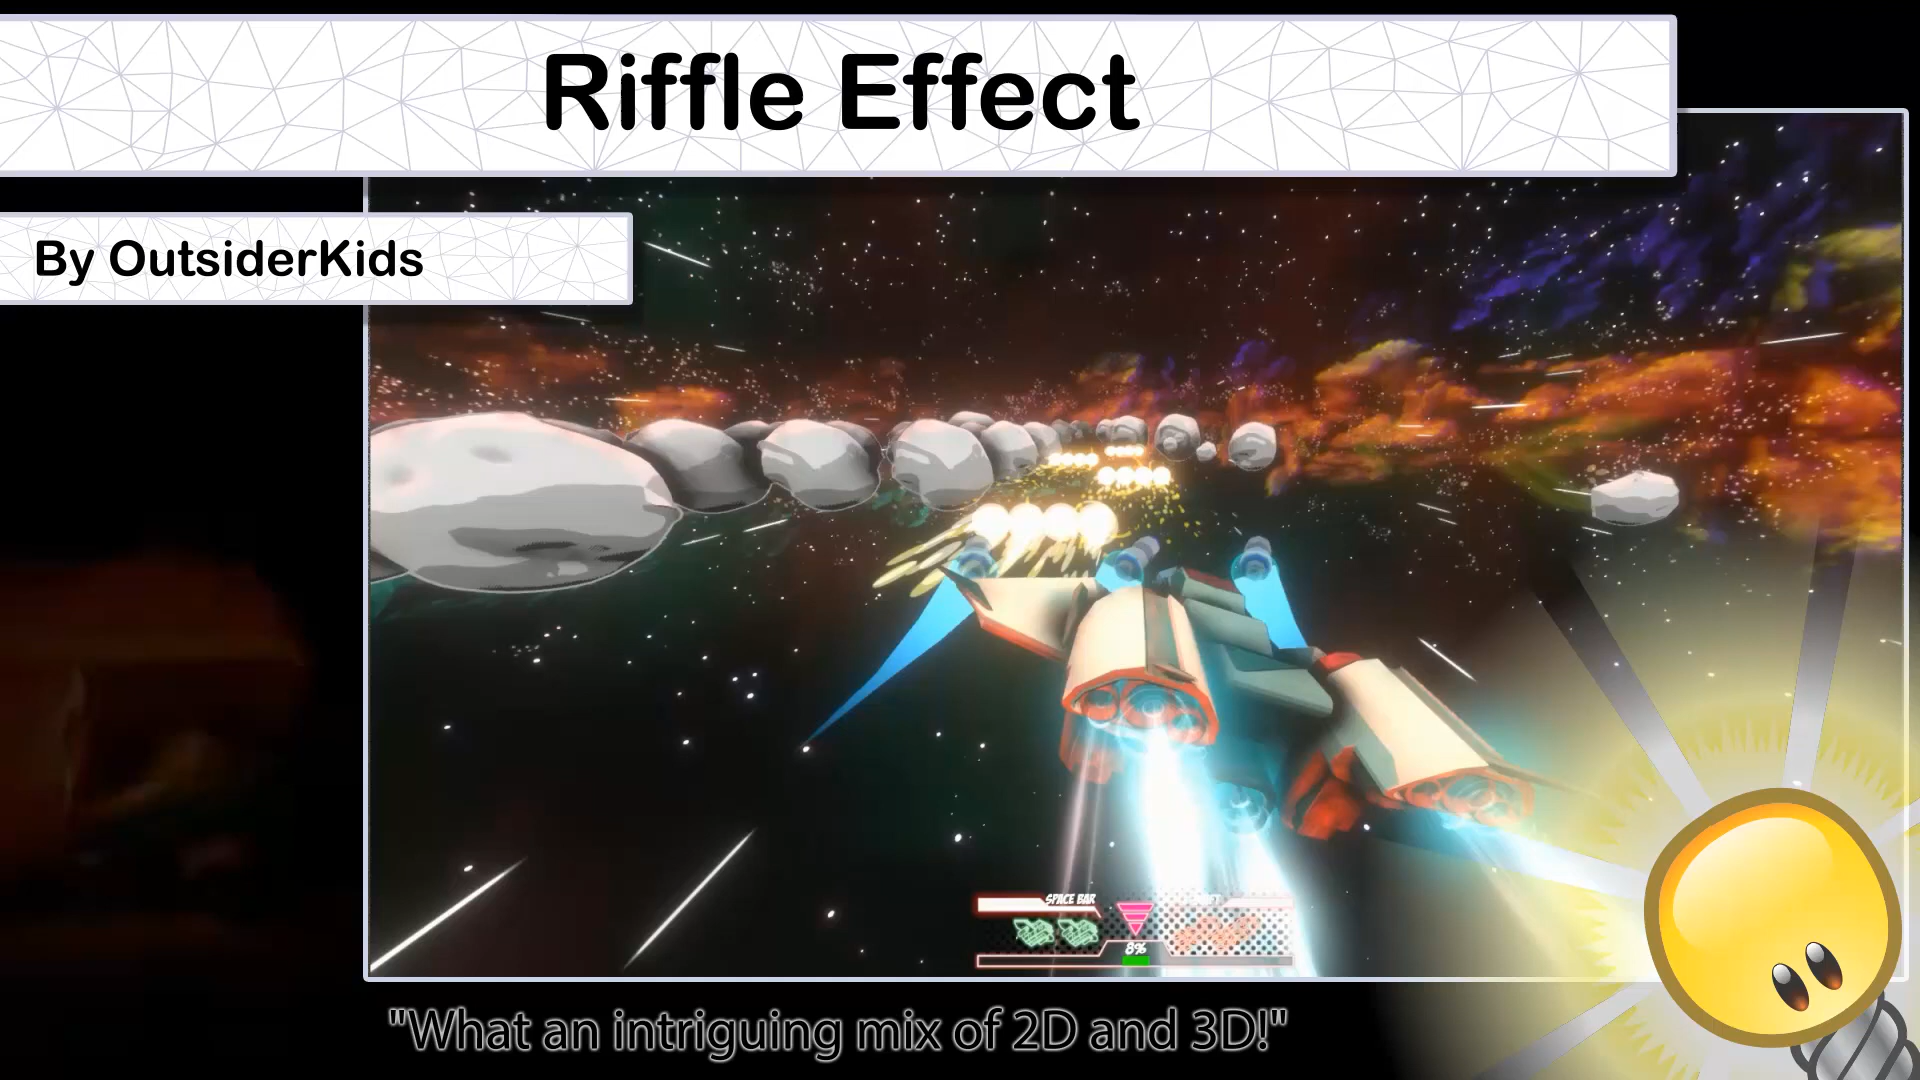 Riffle Effect
By OutsiderKids
SPACE BAR
8%
"What an intriguing mix of 2D and 3D!"